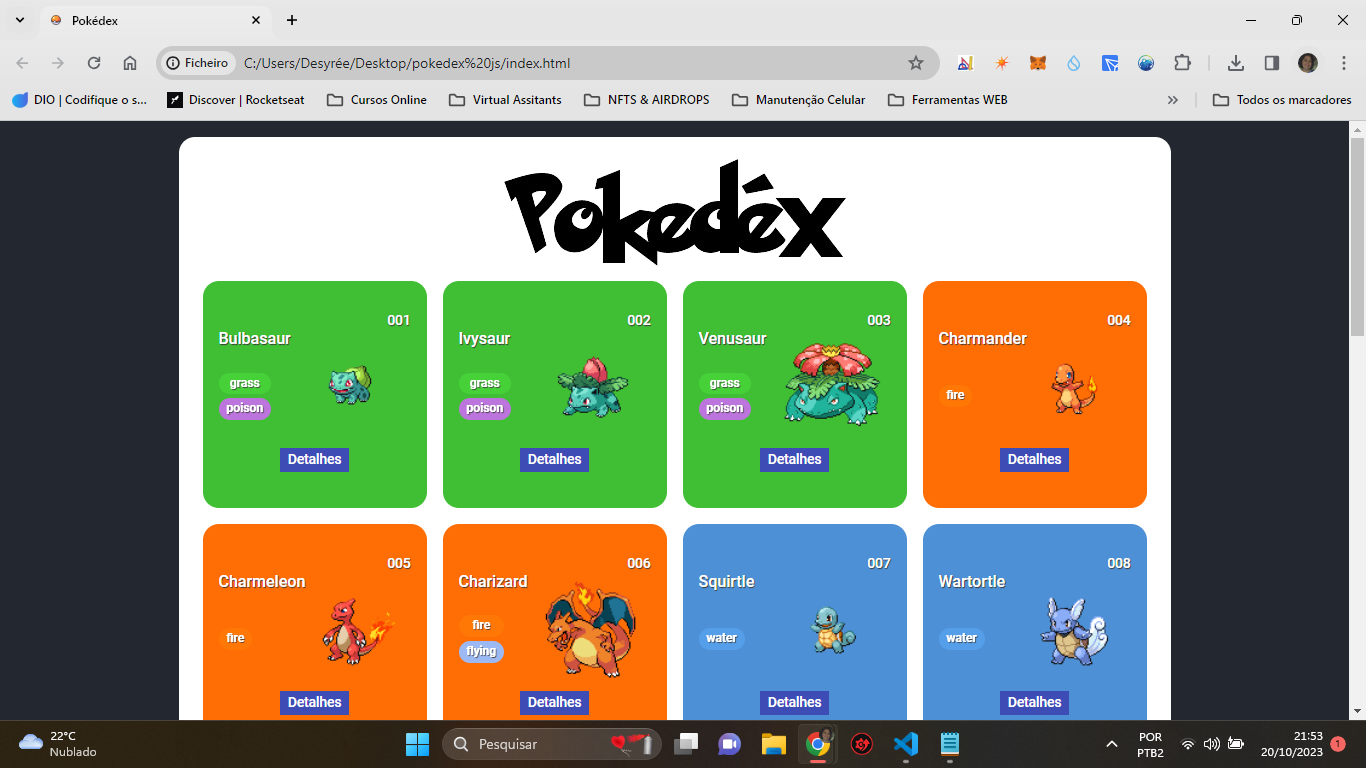 Pokédex
Ficheiro
C:/Users/Desyrée/Desktop/pokedex%20js/index.html
DIO | Codifique o s...
Discover | Rocketseat
Cursos Online
Virtual Assitants
NFTS & AIRDROPS
Manutenção Celular
Ferramentas WEB
Todos os marcadores
Pokedéx
001
Bulbasaur
grass
poison
Detalhes
002
Ivysaur
grass
poison
Detalhes
003
Venusaur
grass
poison
Detalhes
004
Charmander
fire
Detalhes
005
Charmeleon
fire
Detalhes
006
Charizard
fire
flying
Detalhes
007
Squirtle
water
Detalhes
008
Wartortle
water
Detalhes
22°C
Nublado
Pesquisar
POR
PTB2
21:53
20/10/2023
1